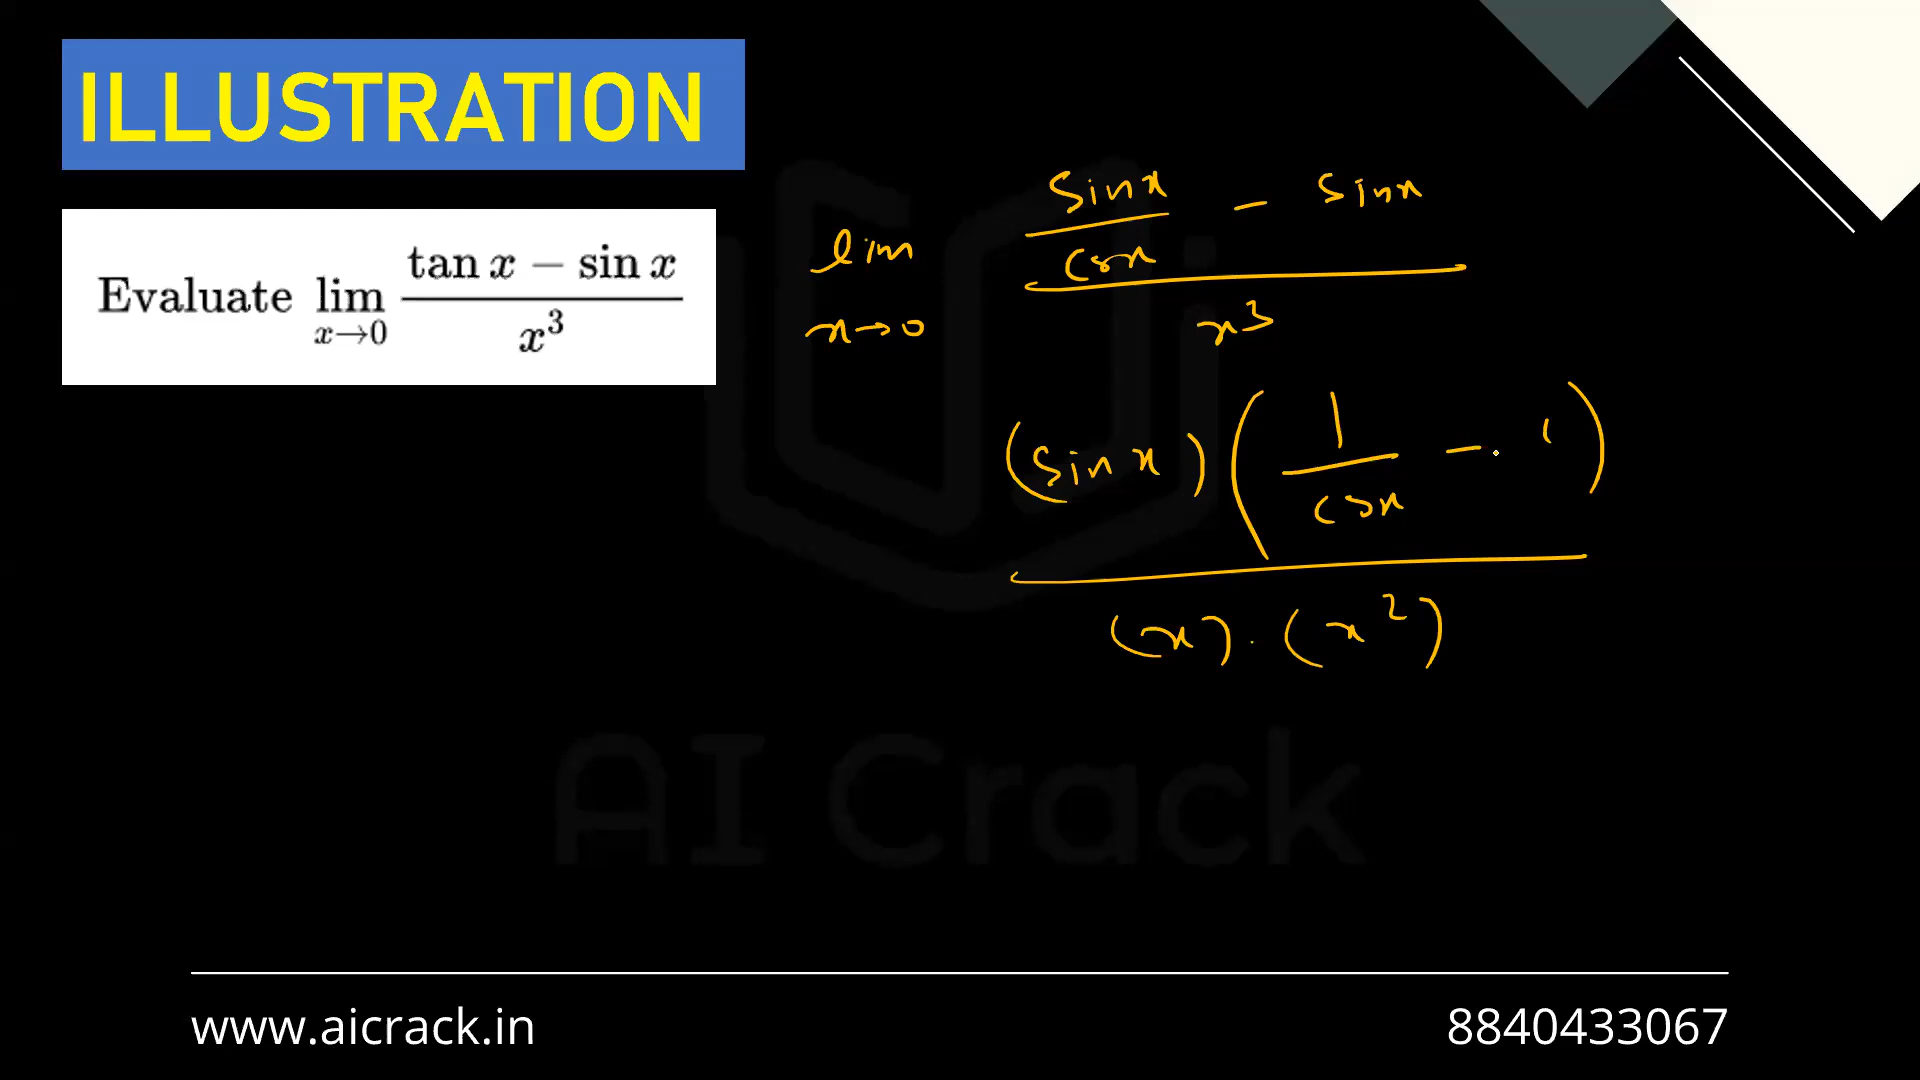 ILLUSTRATION
Evaluate lim x→0 (tan x − sin x) / x³
lim x→0 (sinx / cosx − sinx) / x³
(sin x) (1 / cosx − 1) / (x) · (x²)
AI Crack
www.aicrack.in
8840433067